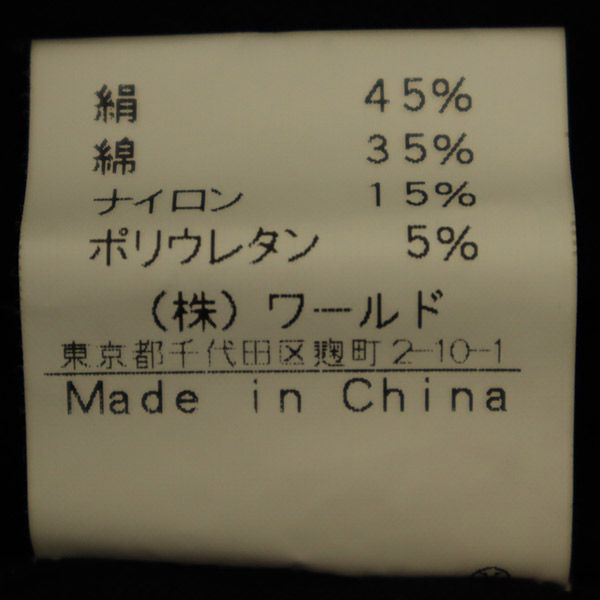 絹 45%
綿 35%
ナイロン 15%
ポリウレタン 5%
(株)ワールド
東京都千代田区麹町2-10-1
Made in China